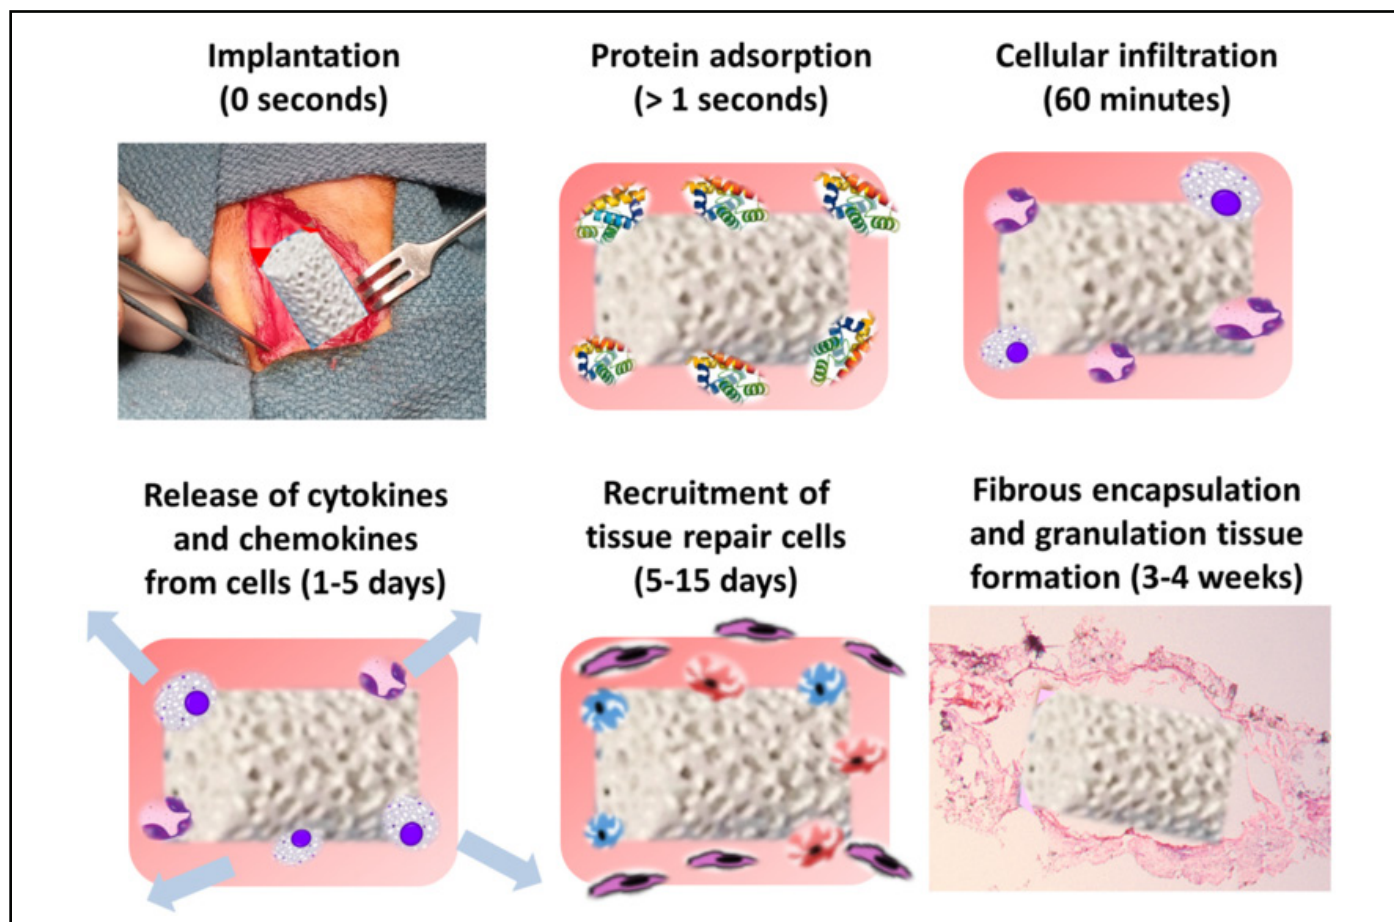 Implantation
(0 seconds)
Protein adsorption
(> 1 seconds)
Cellular infiltration
(60 minutes)
Release of cytokines
and chemokines
from cells (1-5 days)
Recruitment of
tissue repair cells
(5-15 days)
Fibrous encapsulation
and granulation tissue
formation (3-4 weeks)